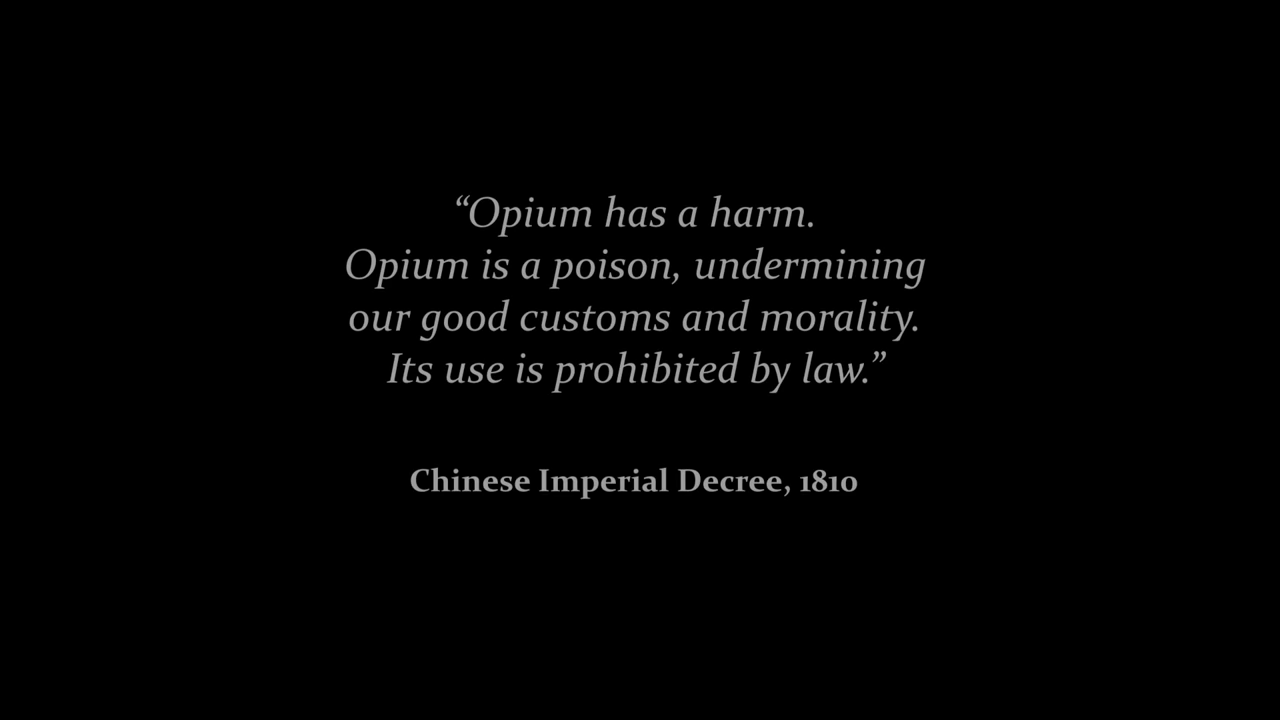 “Opium has a harm.
Opium is a poison, undermining
our good customs and morality.
Its use is prohibited by law.”
Chinese Imperial Decree, 1810